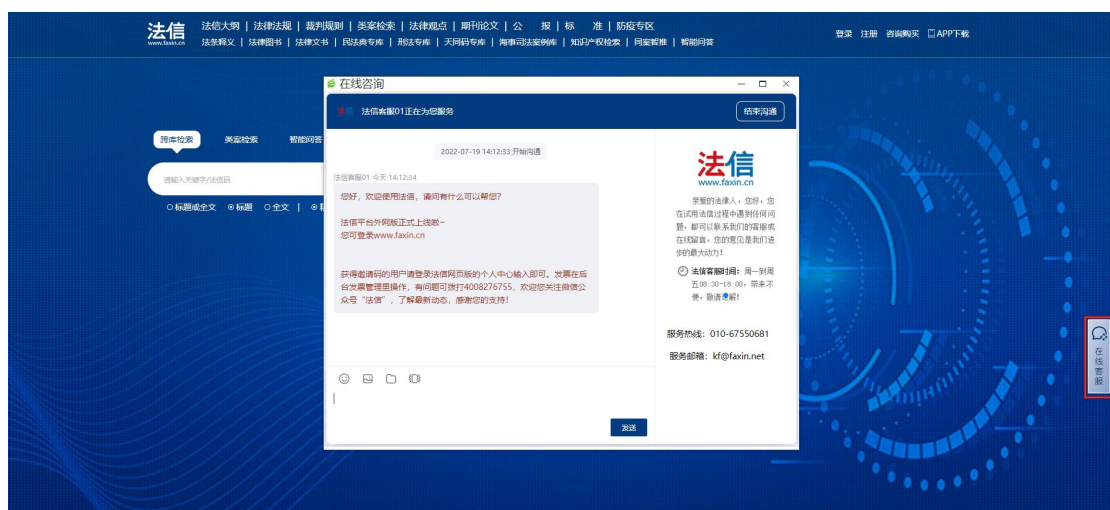 法信
www.faxin.cn
法信大纲 | 法律法规 | 裁判规则 | 类案检索 | 法律观点 | 期刊论文 | 公 报 | 标 准 | 防疫专区
法条释义 | 法律图书 | 法律文书 | 民法典专库 | 刑法专库 | 天同码专库 | 海事司法案例库 | 知识产权检索 | 同案智推 | 智能问答
登录 注册 咨询购买 APP下载
跨库检索 类案检索 智能问答
请输入关键字/法信码
标题或全文 标题 全文 |
在线咨询
法信 法信客服01正在为您服务
结束沟通
2022-07-19 14:12:33 开始沟通
法信客服01 今天 14:12:34
您好,欢迎使用法信,请问有什么可以帮您?
法信平台外网版正式上线啦~
您可登录www.faxin.cn
获得邀请码的用户请登录法信网页版的个人中心输入即可。发票在后
台发票管理里操作,有问题可拨打4008276755,欢迎您关注微信公
众号“法信”,了解最新动态,感谢您的支持!
发送
法信
www.faxin.cn
亲爱的法律人,您好,您
在试用法信过程中遇到任何问
题,都可以联系我们的客服或
在线留言,您的意见是我们进
步的最大动力!
法信客服时间:周一到周
五08:30-18:00,带来不
便,敬请谅解!
服务热线:010-67550681
服务邮箱:kf@faxin.net
在线客服